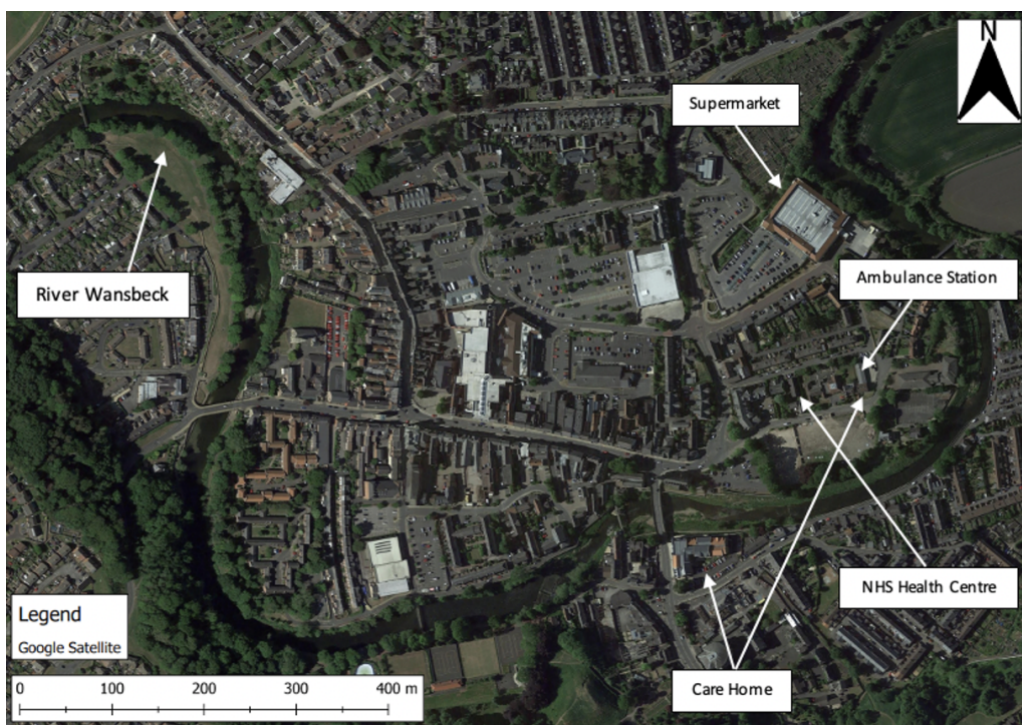 N
Supermarket
River Wansbeck
Ambulance Station
NHS Health Centre
Care Home
Legend
Google Satellite
0 100 200 300 400 m